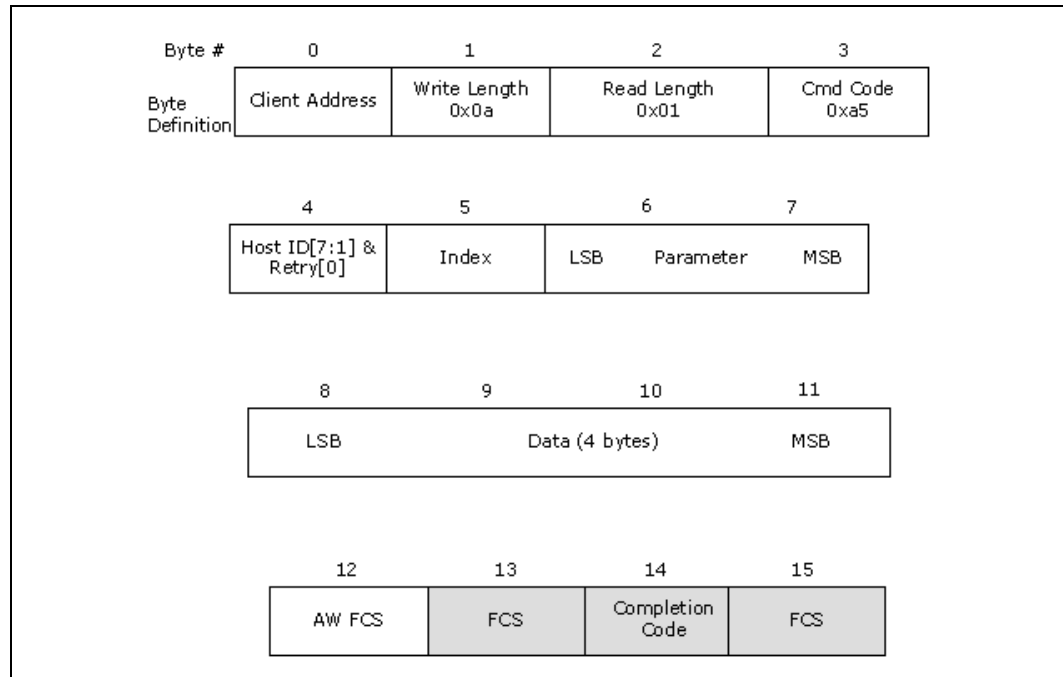 Byte # 0 1 2 3
Byte Definition
Client Address
Write Length 0x0a
Read Length 0x01
Cmd Code 0xa5
4 5 6 7
Host ID[7:1] & Retry[0]
Index
LSB Parameter MSB
8 9 10 11
LSB Data (4 bytes) MSB
12 13 14 15
AW FCS
FCS
Completion Code
FCS